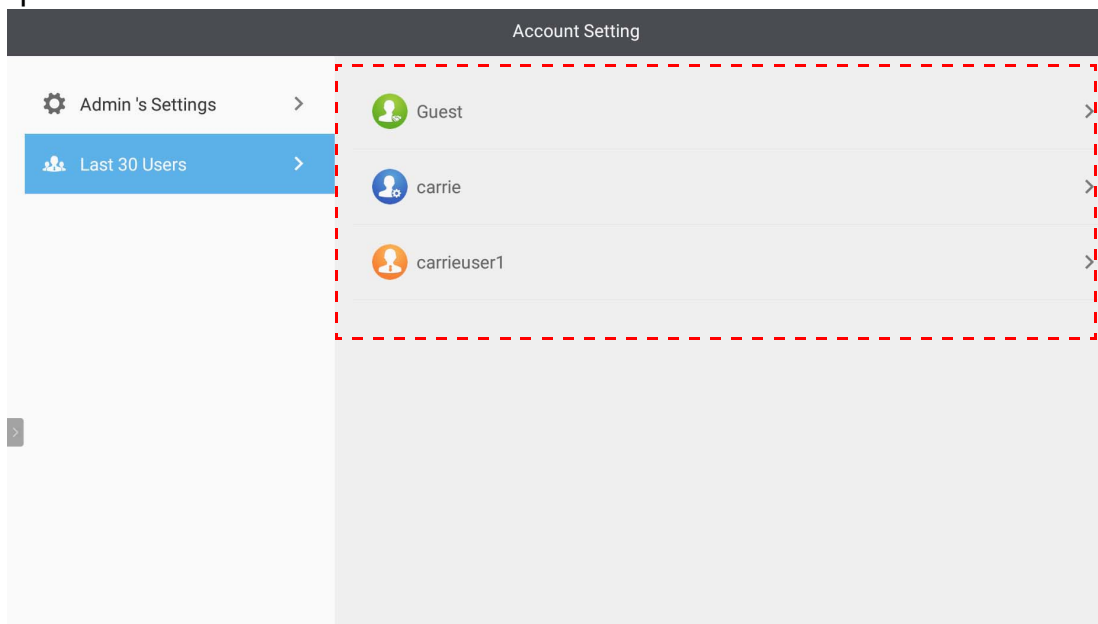 Account Setting
Admin 's Settings
Last 30 Users
Guest
carrie
carrieuser1